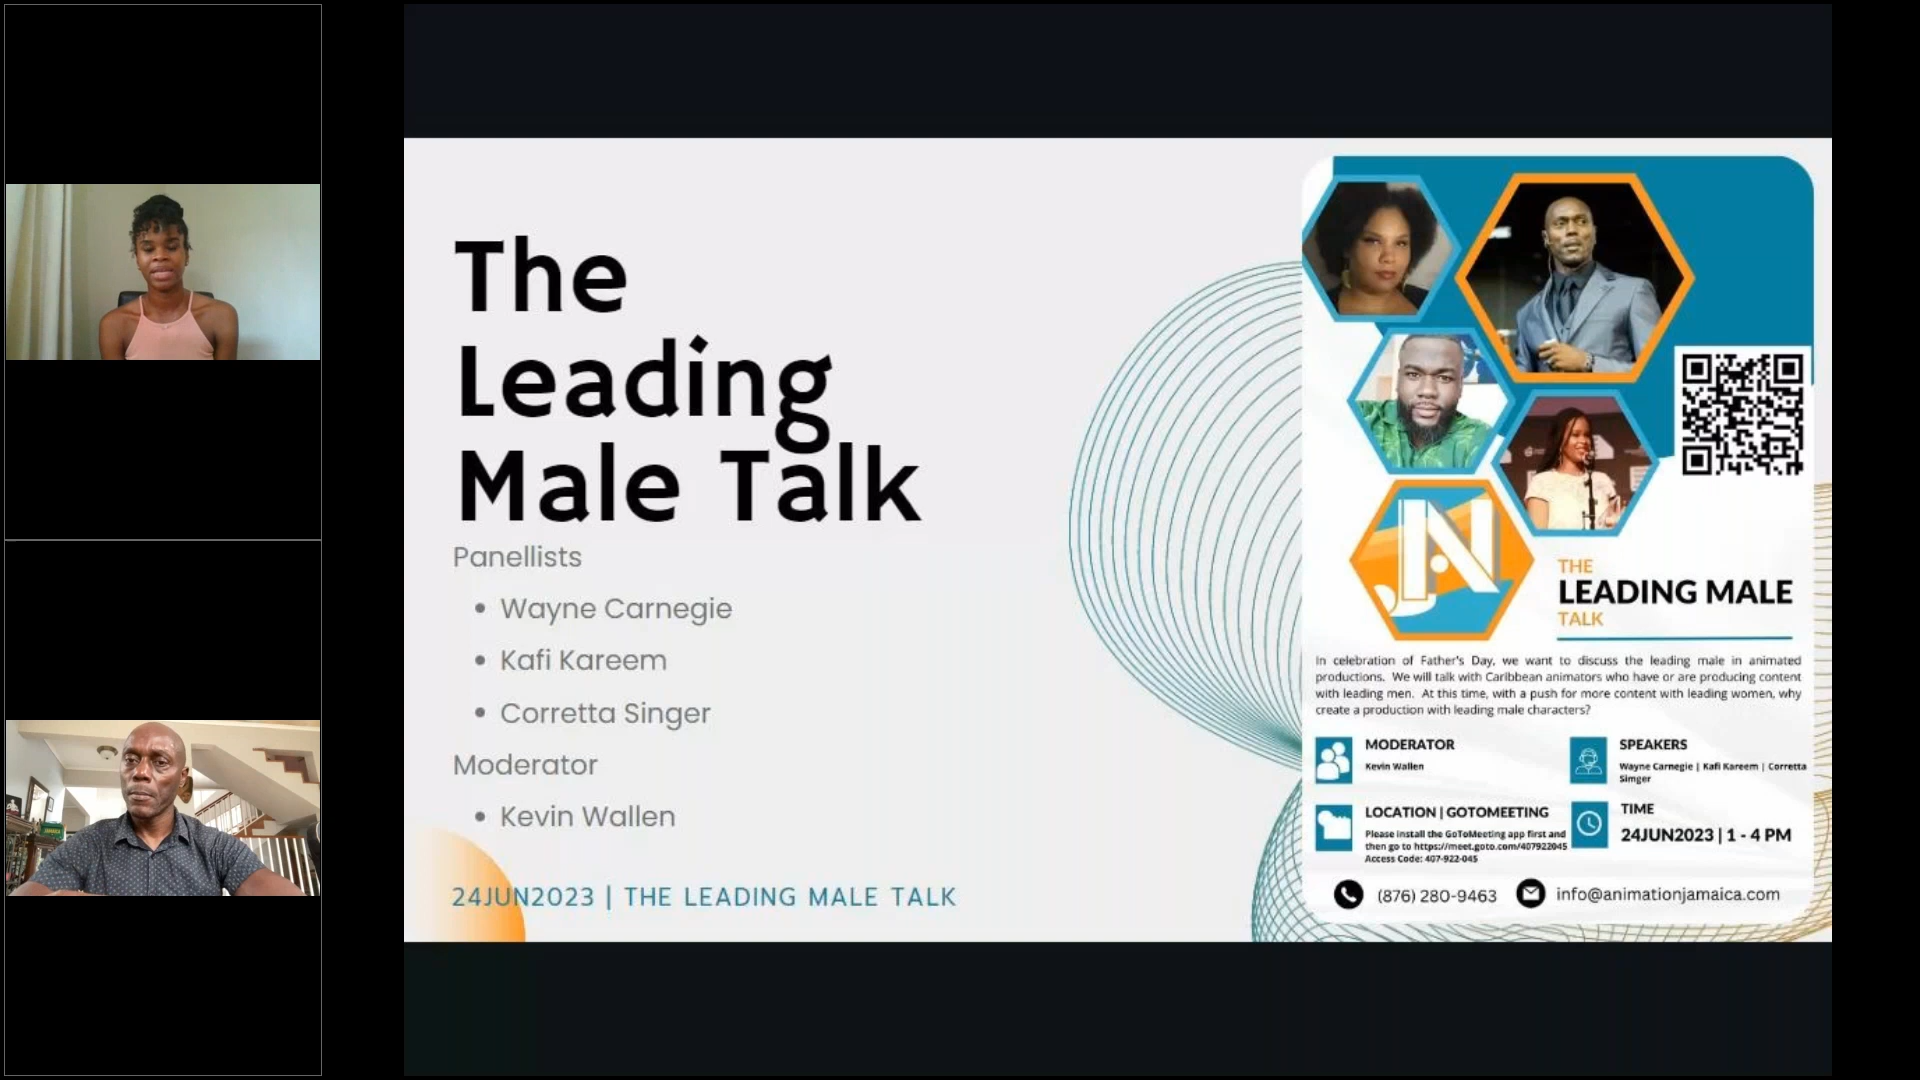 The
Leading
Male Talk
Panellists
• Wayne Carnegie
• Kafi Kareem
• Corretta Singer
Moderator
• Kevin Wallen
24JUN2023 | THE LEADING MALE TALK
JN
THE
LEADING MALE
TALK
In celebration of Father's Day, we want to discuss the leading male in animated
productions. We will talk with Caribbean animators who have or are producing content
with leading men. At this time, with a push for more content with leading women, why
create a production with leading male characters?
MODERATOR
Kevin Wallen
SPEAKERS
Wayne Carnegie | Kafi Kareem | Corretta
Simger
LOCATION | GOTOMEETING
Please install the GoToMeeting app first and
then go to https://meet.goto.com/407922045
Access Code: 407-922-045
TIME
24JUN2023 | 1 - 4 PM
(876) 280-9463
info@animationjamaica.com